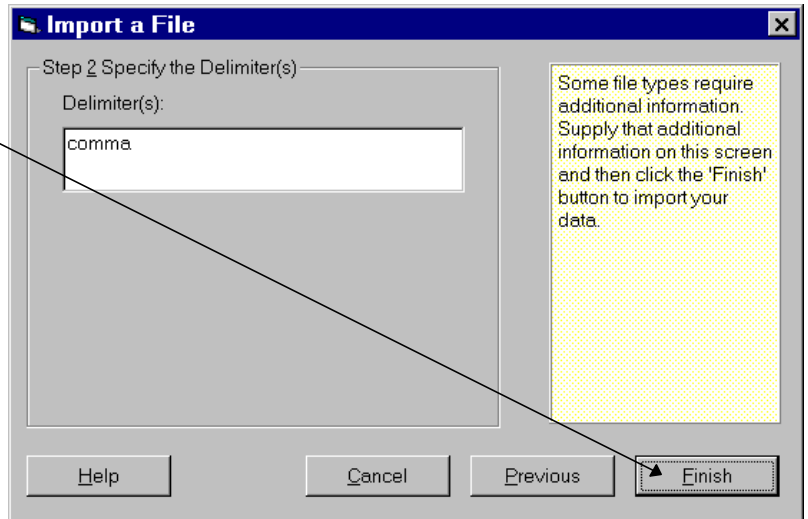 Import a File
Step 2 Specify the Delimiter(s)
Delimiter(s):
comma
Some file types require
additional information.
Supply that additional
information on this screen
and then click the 'Finish'
button to import your
data.
Help
Cancel
Previous
Finish